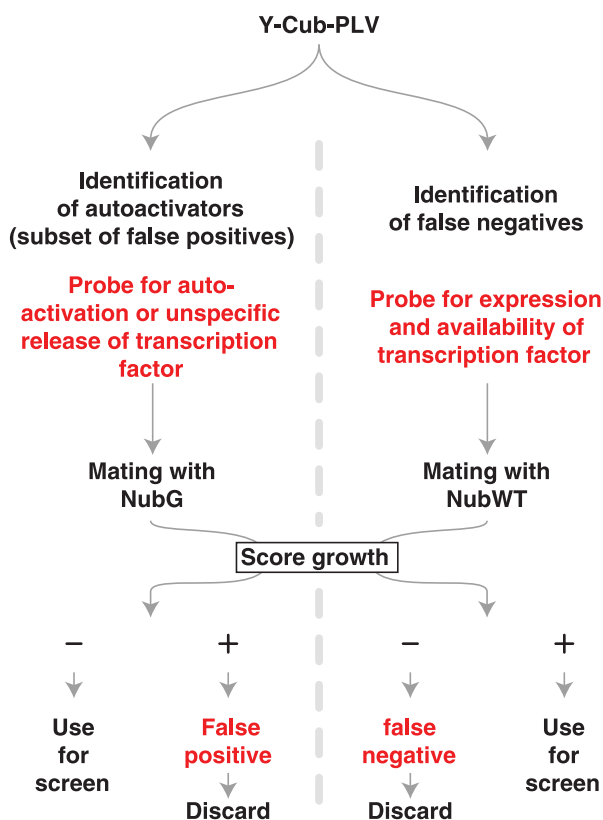 Y-Cub-PLV
Identification
of autoactivators
(subset of false positives)
Probe for auto-
activation or unspecific
release of transcription
factor
Mating with
NubG
Identification
of false negatives
Probe for expression
and availability of
transcription factor
Mating with
NubWT
Score growth
−
Use
for
screen
+
False
positive
Discard
−
false
negative
Discard
+
Use
for
screen